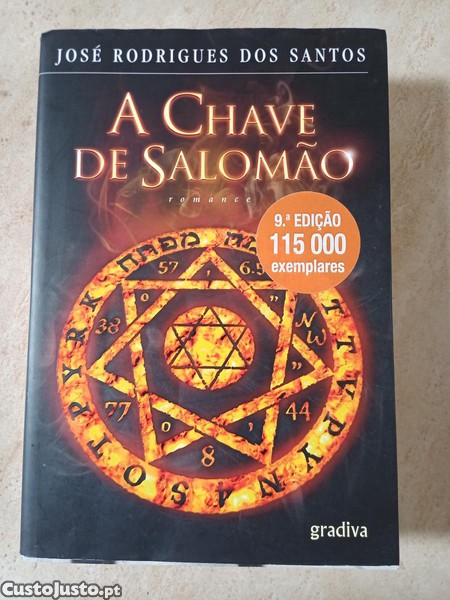 JOSÉ RODRIGUES DOS SANTOS
A CHAVE
DE SALOMÃO
romance
9.ª EDIÇÃO
115 000
exemplares
57
6.5
38
N
W
77
44
8
gradiva
CustoJusto.pt